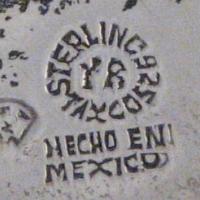 STERLING 925
YR
TAXCO
HECHO EN
MEXICO